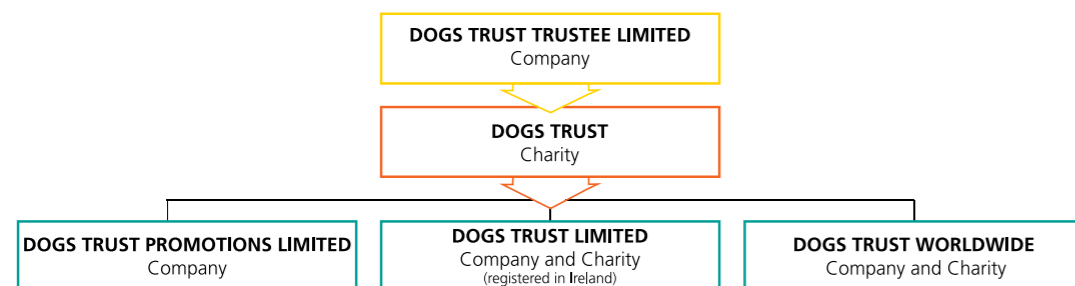 DOGS TRUST TRUSTEE LIMITED
Company
DOGS TRUST
Charity
DOGS TRUST PROMOTIONS LIMITED
Company
DOGS TRUST LIMITED
Company and Charity
(registered in Ireland)
DOGS TRUST WORLDWIDE
Company and Charity